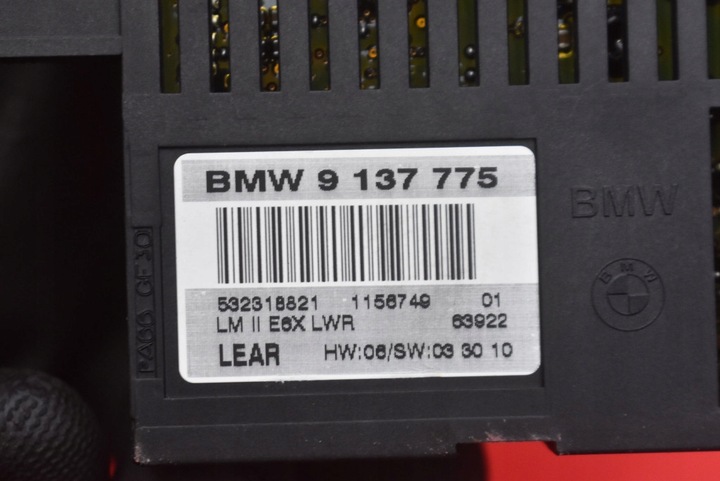 BMW 9 137 775
532318821 1156749 01
LM II E6X LWR 63922
LEAR HW:06/SW:03 30 10
BMW
BMW
PA66 GF30